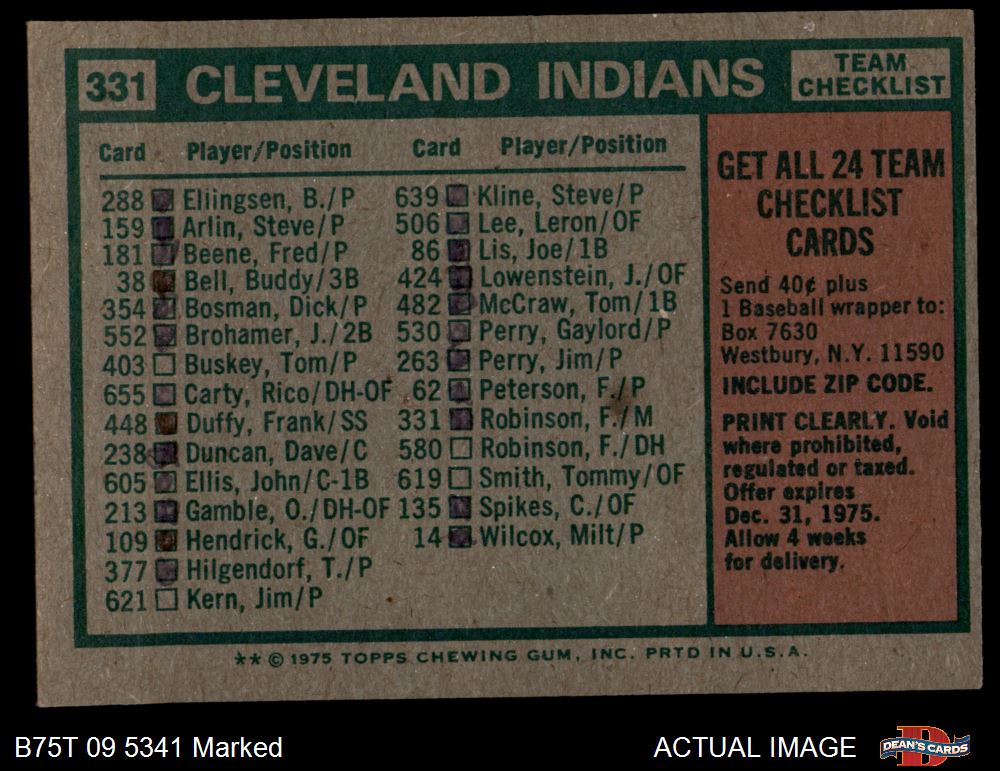 331 CLEVELAND INDIANS TEAM CHECKLIST
Card Player/Position
288 Ellingsen, B./P
159 Arlin, Steve/P
181 Beene, Fred/P
38 Bell, Buddy/3B
354 Bosman, Dick/P
552 Brohamer, J./2B
403 Buskey, Tom/P
655 Carty, Rico/DH-OF
448 Duffy, Frank/SS
238 Duncan, Dave/C
605 Ellis, John/C-1B
213 Gamble, O./DH-OF
109 Hendrick, G./OF
377 Hilgendorf, T./P
621 Kern, Jim/P
Card Player/Position
639 Kline, Steve/P
506 Lee, Leron/OF
86 Lis, Joe/1B
424 Lowenstein, J./OF
482 McCraw, Tom/1B
530 Perry, Gaylord/P
263 Perry, Jim/P
62 Peterson, F./P
331 Robinson, F./M
580 Robinson, F./DH
619 Smith, Tommy/OF
135 Spikes, C./OF
14 Wilcox, Milt/P
GET ALL 24 TEAM
CHECKLIST
CARDS
Send 40¢ plus
1 Baseball wrapper to:
Box 7630
Westbury, N.Y. 11590
INCLUDE ZIP CODE.
PRINT CLEARLY. Void
where prohibited,
regulated or taxed.
Offer expires
Dec. 31, 1975.
Allow 4 weeks
for delivery.
** © 1975 TOPPS CHEWING GUM, INC. PRTD IN U.S.A.
B75T 09 5341 Marked
ACTUAL IMAGE
D
DEAN'S CARDS